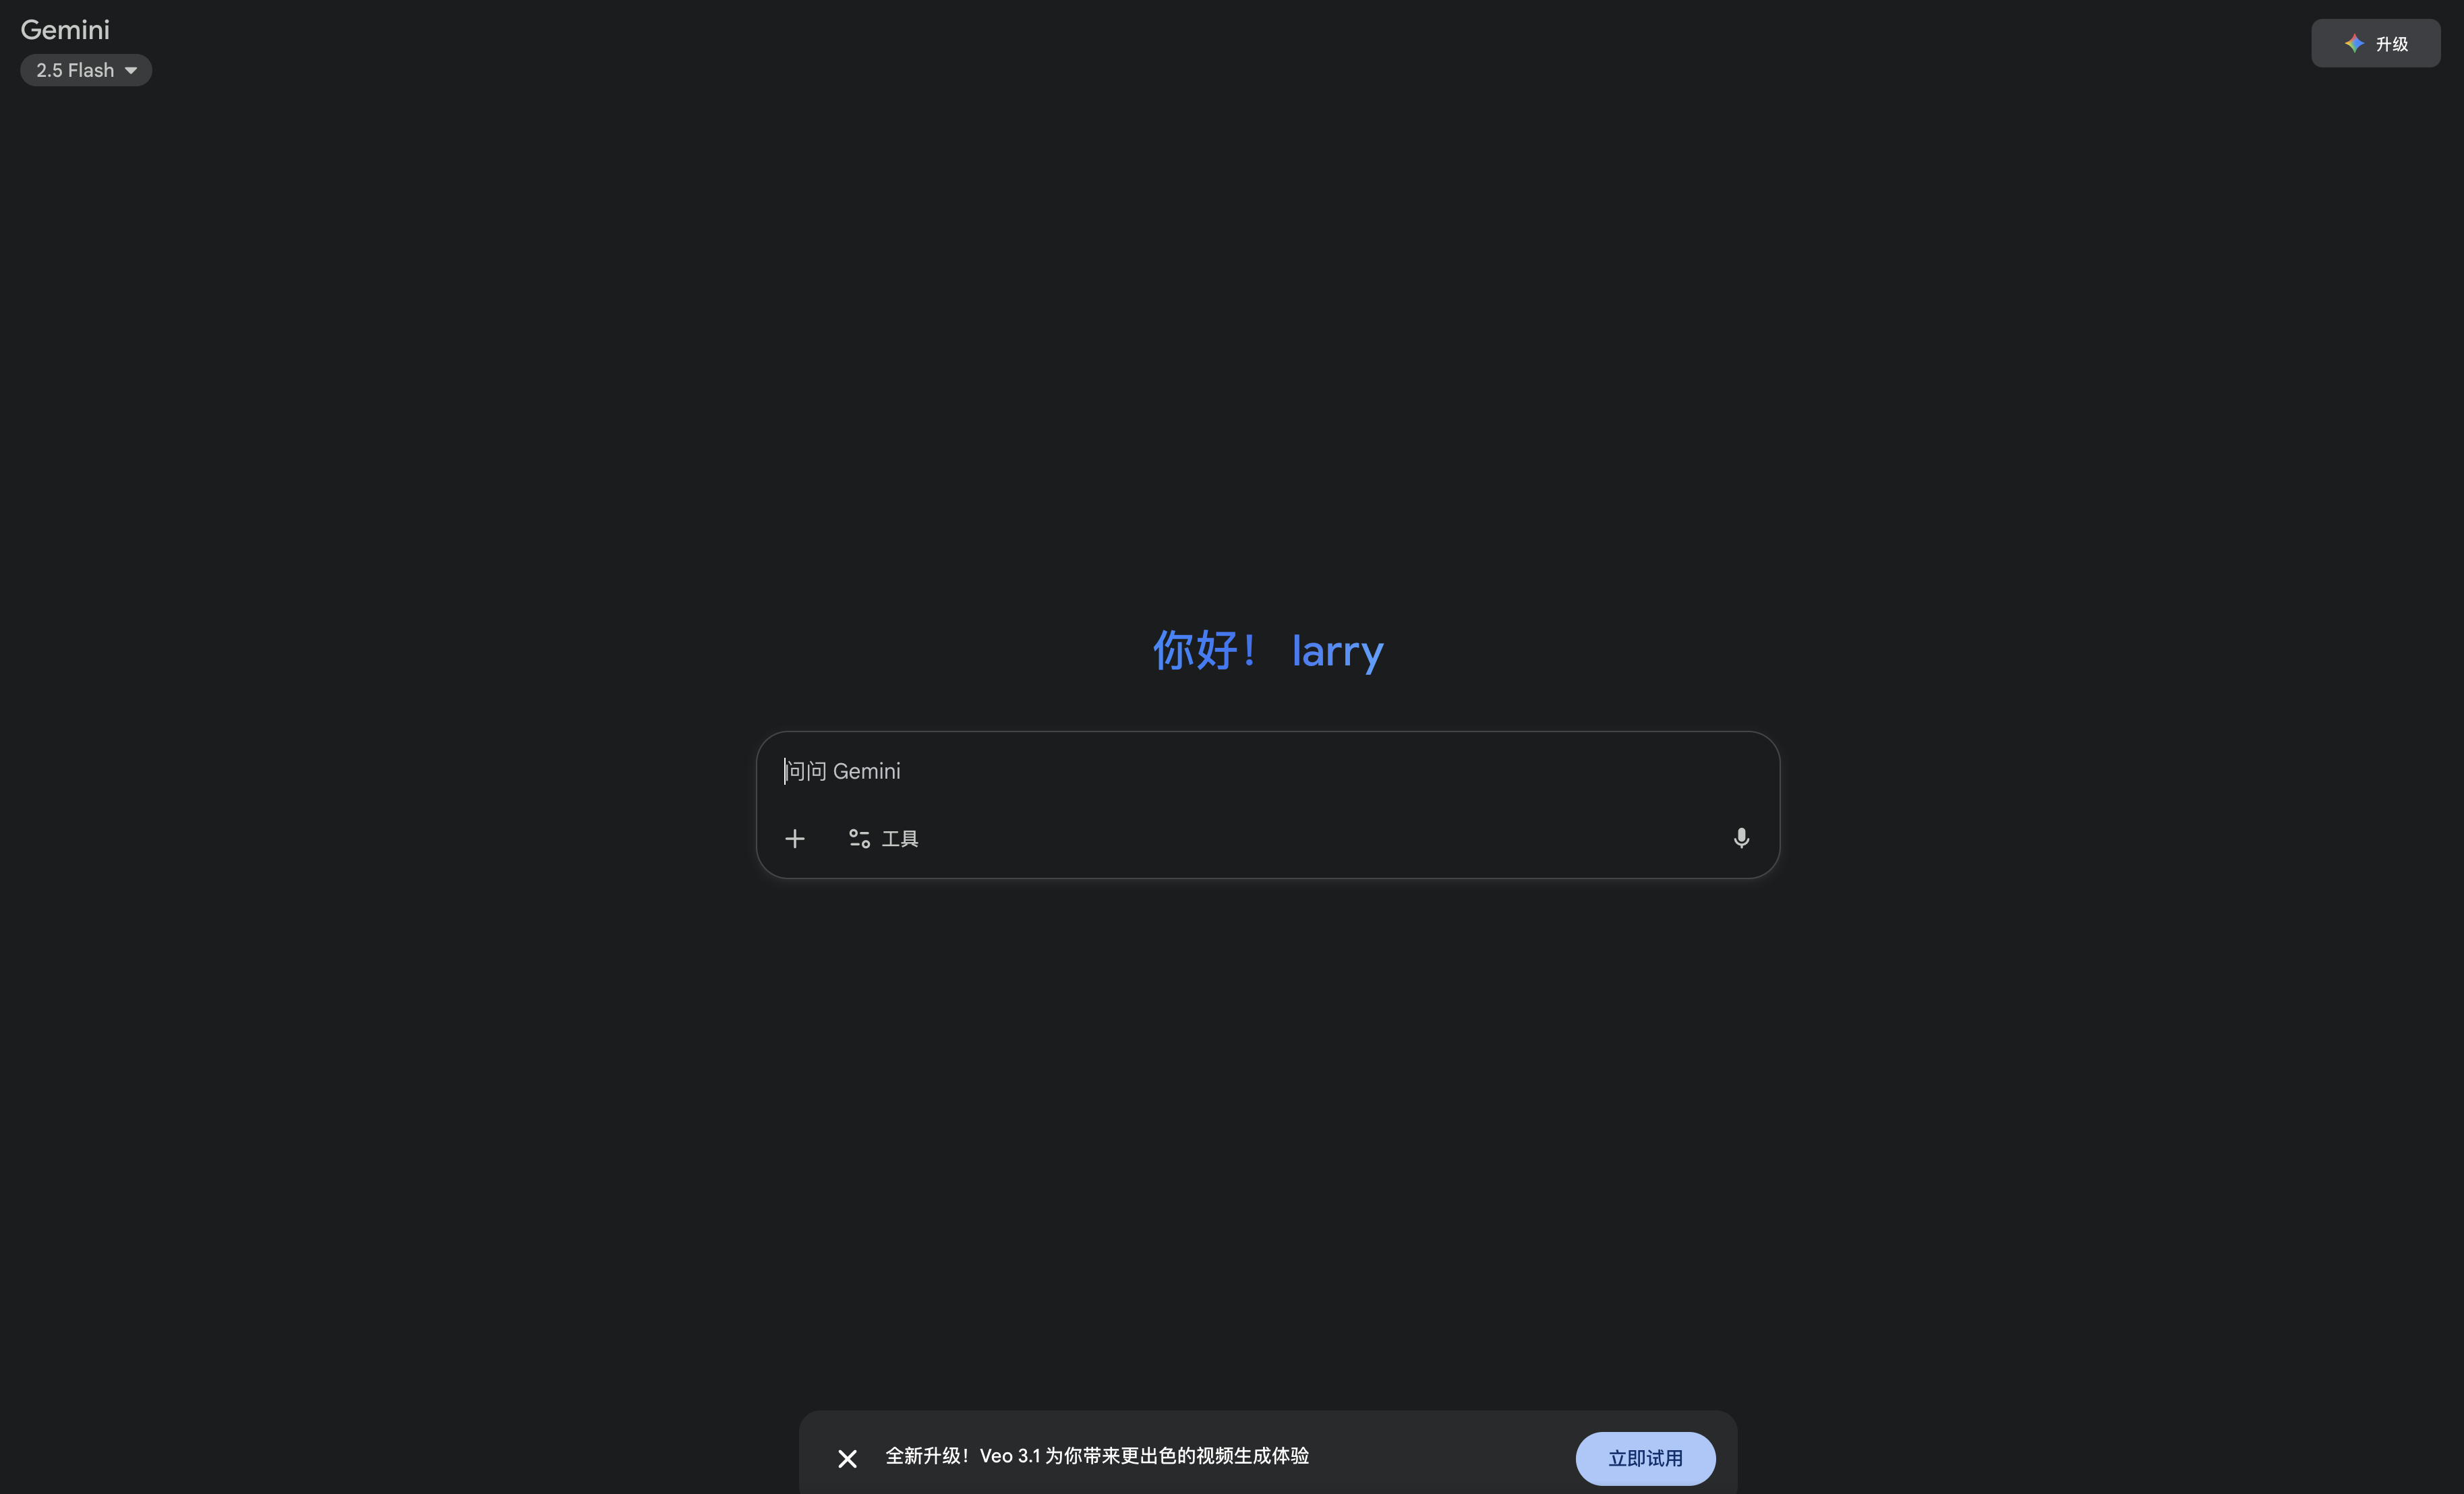 Gemini
2.5 Flash
升级
你好！ larry
问问 Gemini
工具
全新升级！Veo 3.1 为你带来更出色的视频生成体验
立即试用